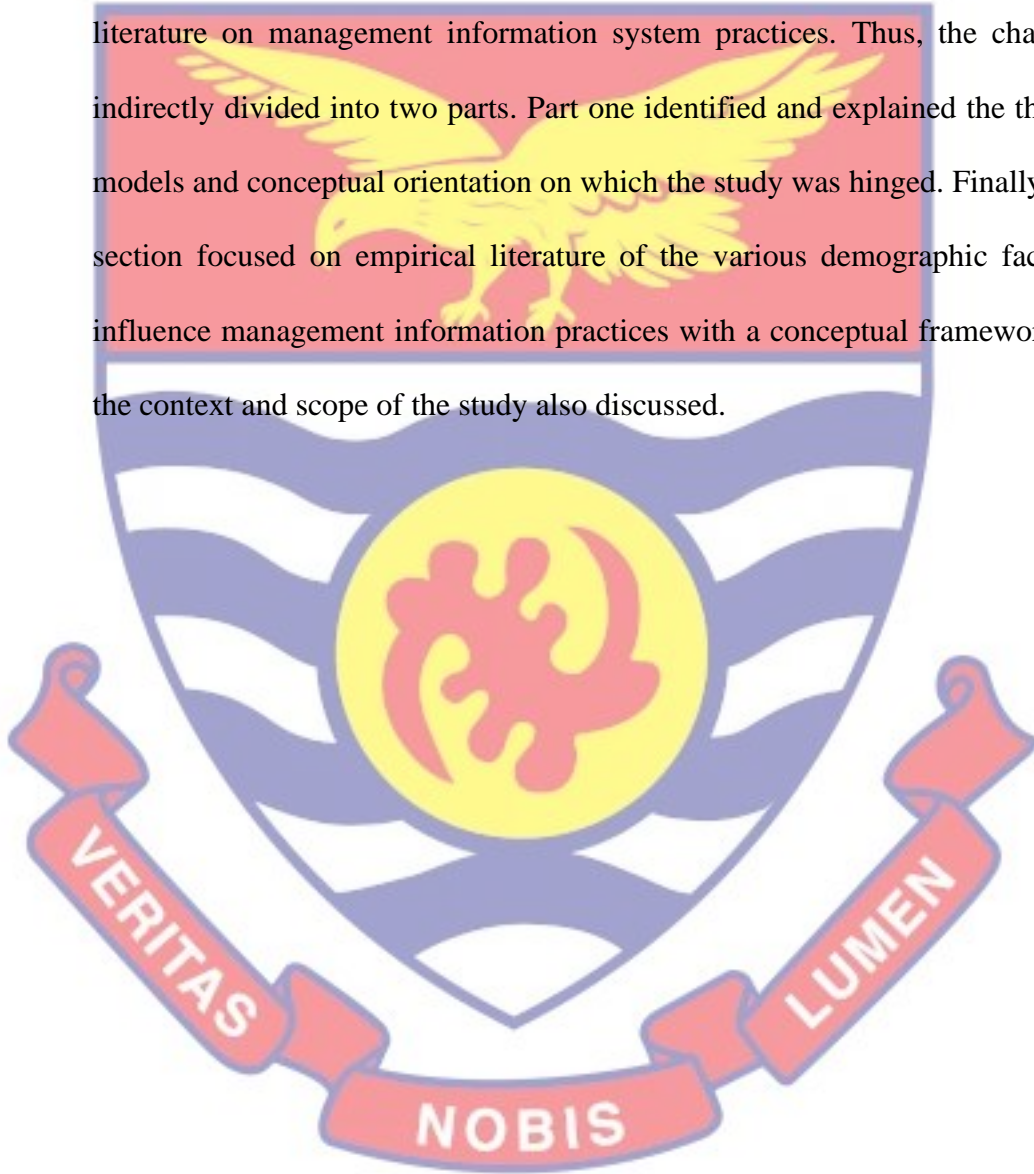 literature on management information system practices. Thus, the cha
indirectly divided into two parts. Part one identified and explained the th
models and conceptual orientation on which the study was hinged. Finally
section focused on empirical literature of the various demographic fac
influence management information practices with a conceptual framewor
the context and scope of the study also discussed.
VERITAS
NOBIS
LUMEN